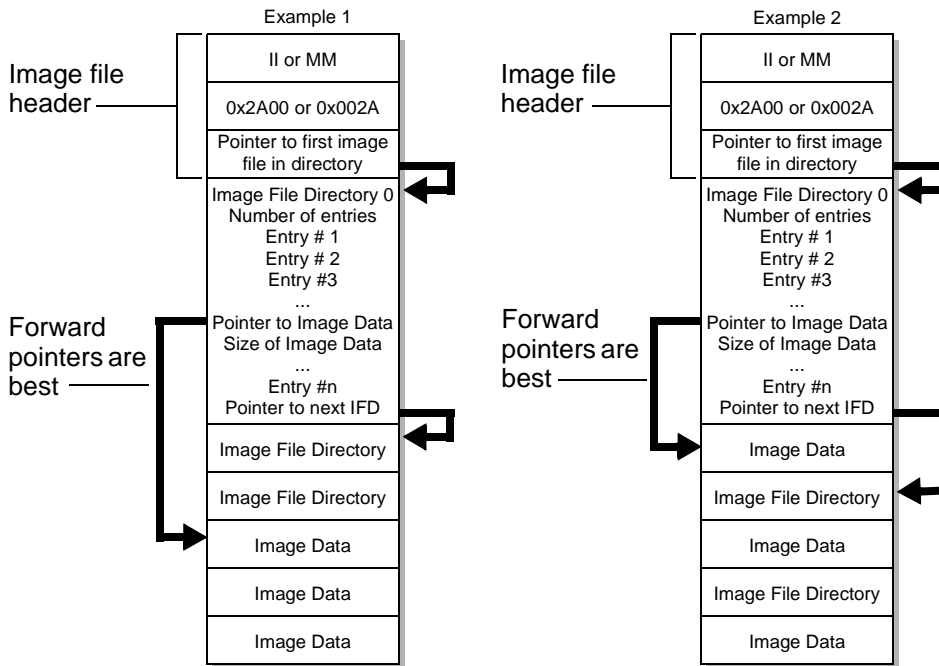 Example 1
Image file
header
II or MM
0x2A00 or 0x002A
Pointer to first image
file in directory
Image File Directory 0
Number of entries
Entry # 1
Entry # 2
Entry #3
...
Pointer to Image Data
Size of Image Data
...
Entry #n
Pointer to next IFD
Forward
pointers are
best
Image File Directory
Image File Directory
Image Data
Image Data
Image Data
Example 2
Image file
header
II or MM
0x2A00 or 0x002A
Pointer to first image
file in directory
Image File Directory 0
Number of entries
Entry # 1
Entry # 2
Entry #3
...
Pointer to Image Data
Size of Image Data
...
Entry #n
Pointer to next IFD
Forward
pointers are
best
Image Data
Image File Directory
Image Data
Image File Directory
Image Data